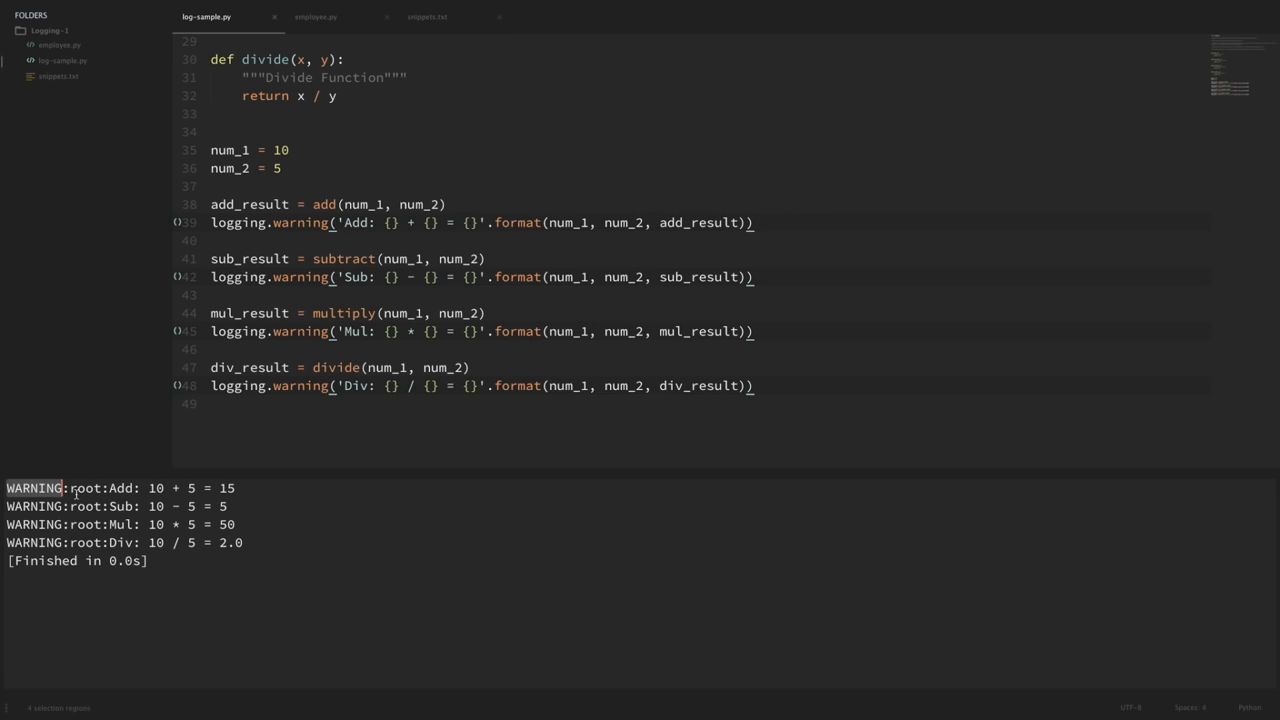 FOLDERS
Logging-1
employee.py
log-sample.py
snippets.txt
log-sample.py × employee.py × snippets.txt ×
29
30 def divide(x, y):
31 """Divide Function"""
32 return x / y
33
34
35 num_1 = 10
36 num_2 = 5
37
38 add_result = add(num_1, num_2)
39 logging.warning('Add: {} + {} = {}'.format(num_1, num_2, add_result))
40
41 sub_result = subtract(num_1, num_2)
42 logging.warning('Sub: {} - {} = {}'.format(num_1, num_2, sub_result))
43
44 mul_result = multiply(num_1, num_2)
45 logging.warning('Mul: {} * {} = {}'.format(num_1, num_2, mul_result))
46
47 div_result = divide(num_1, num_2)
48 logging.warning('Div: {} / {} = {}'.format(num_1, num_2, div_result))
49
WARNING:root:Add: 10 + 5 = 15
WARNING:root:Sub: 10 - 5 = 5
WARNING:root:Mul: 10 * 5 = 50
WARNING:root:Div: 10 / 5 = 2.0
[Finished in 0.0s]
4 selection regions UTF-8 Spaces: 4 Python